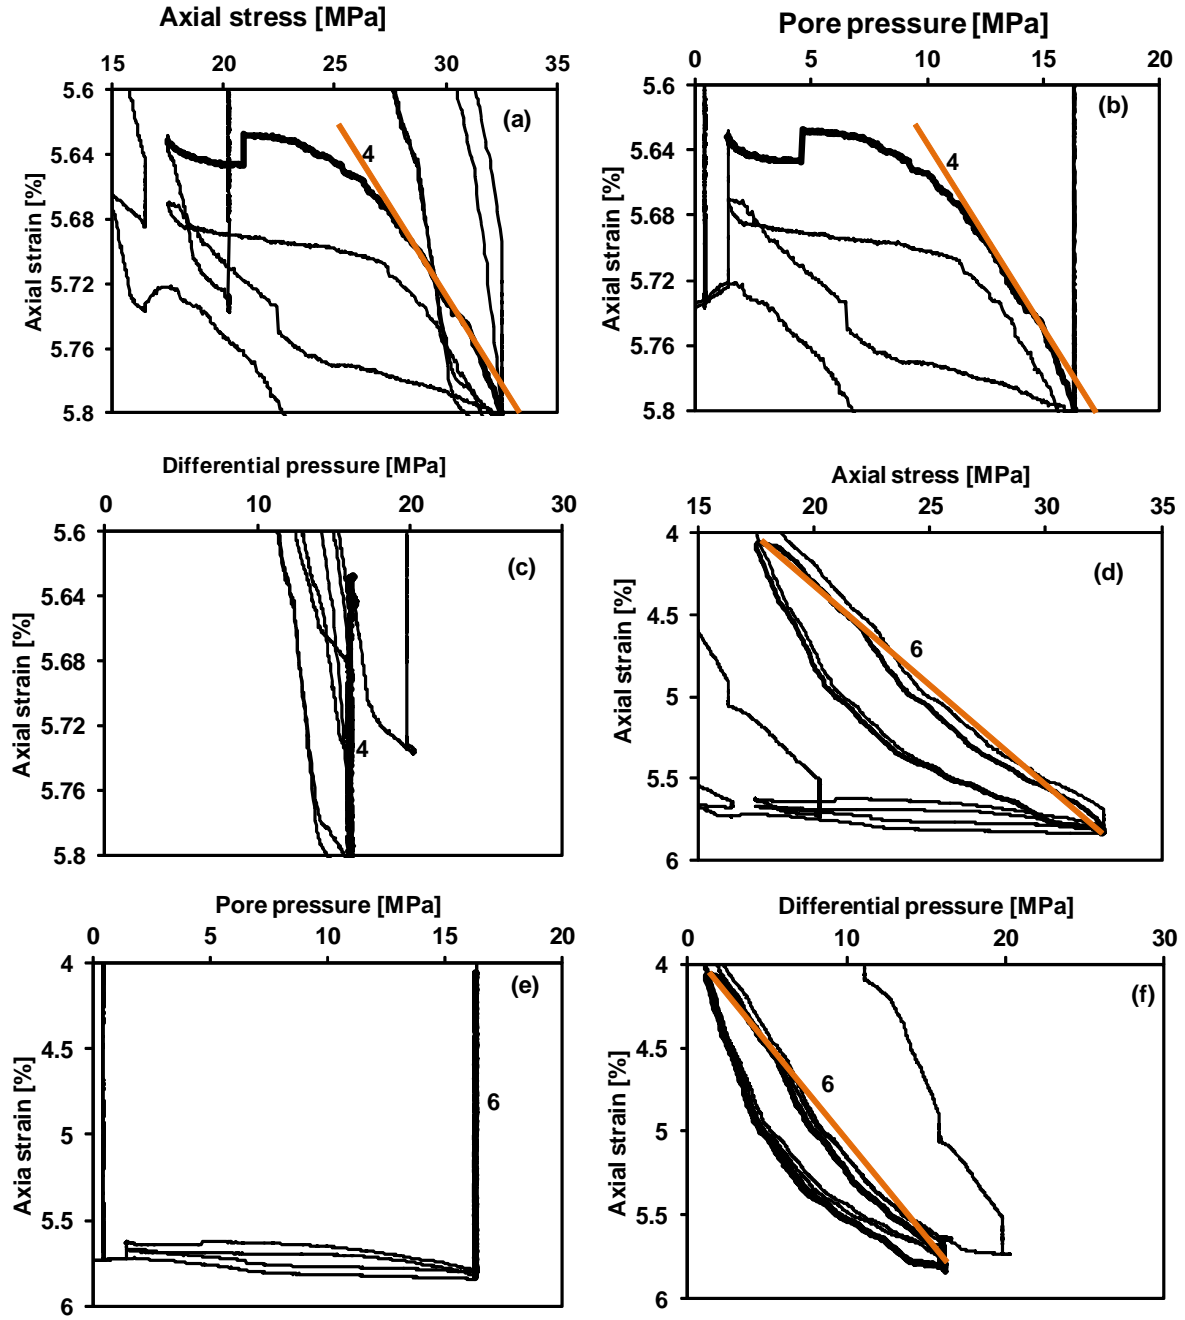 Axial stress [MPa]
15 20 25 30 35
5.6
5.64
5.68
5.72
5.76
5.8
Axial strain [%]
(a)
4
Pore pressure [MPa]
0 5 10 15 20
5.6
5.64
5.68
5.72
5.76
5.8
Axial strain [%]
(b)
4
Differential pressure [MPa]
0 10 20 30
5.6
5.64
5.68
5.72
5.76
5.8
Axial strain [%]
(c)
4
Axial stress [MPa]
15 20 25 30 35
4
4.5
5
5.5
6
Axial strain [%]
(d)
6
Pore pressure [MPa]
0 5 10 15 20
4
4.5
5
5.5
6
Axia strain [%]
(e)
6
Differential pressure [MPa]
0 10 20 30
4
4.5
5
5.5
6
Axial strain [%]
(f)
6